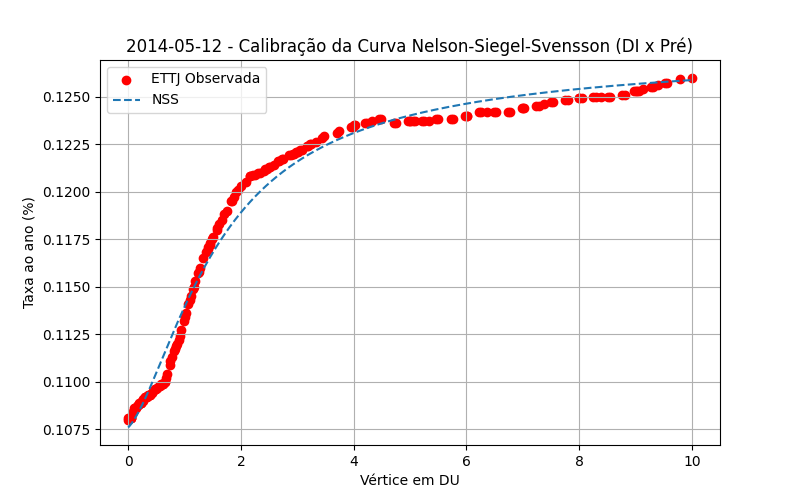 2014-05-12 - Calibração da Curva Nelson-Siegel-Svensson (DI x Pré)
ETTJ Observada
NSS
Taxa ao ano (%)
0.1250
0.1225
0.1200
0.1175
0.1150
0.1125
0.1100
0.1075
0 2 4 6 8 10
Vértice em DU